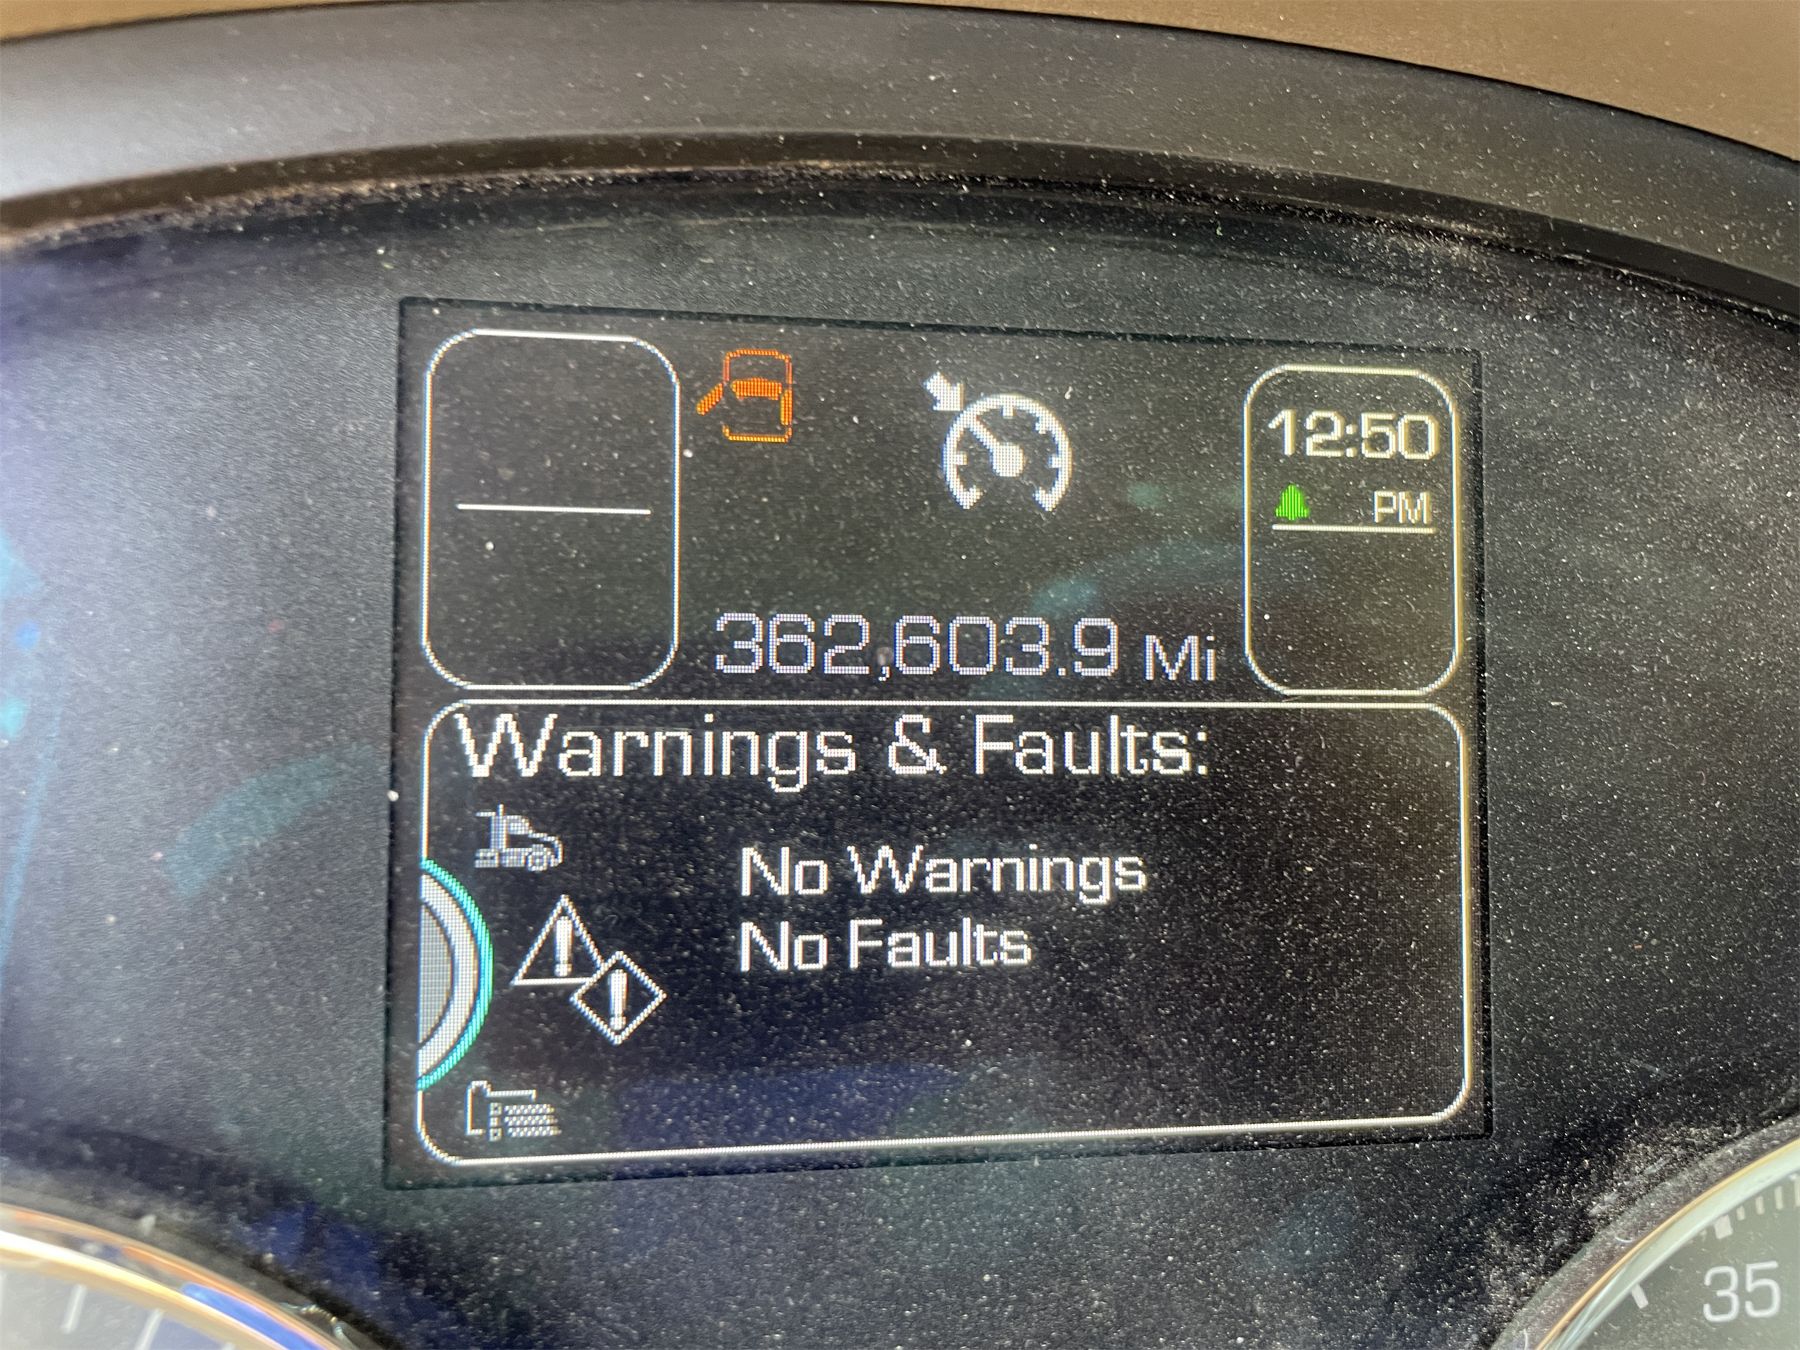 12:50
PM
362,603.9 Mi
Warnings & Faults:
No Warnings
No Faults
35